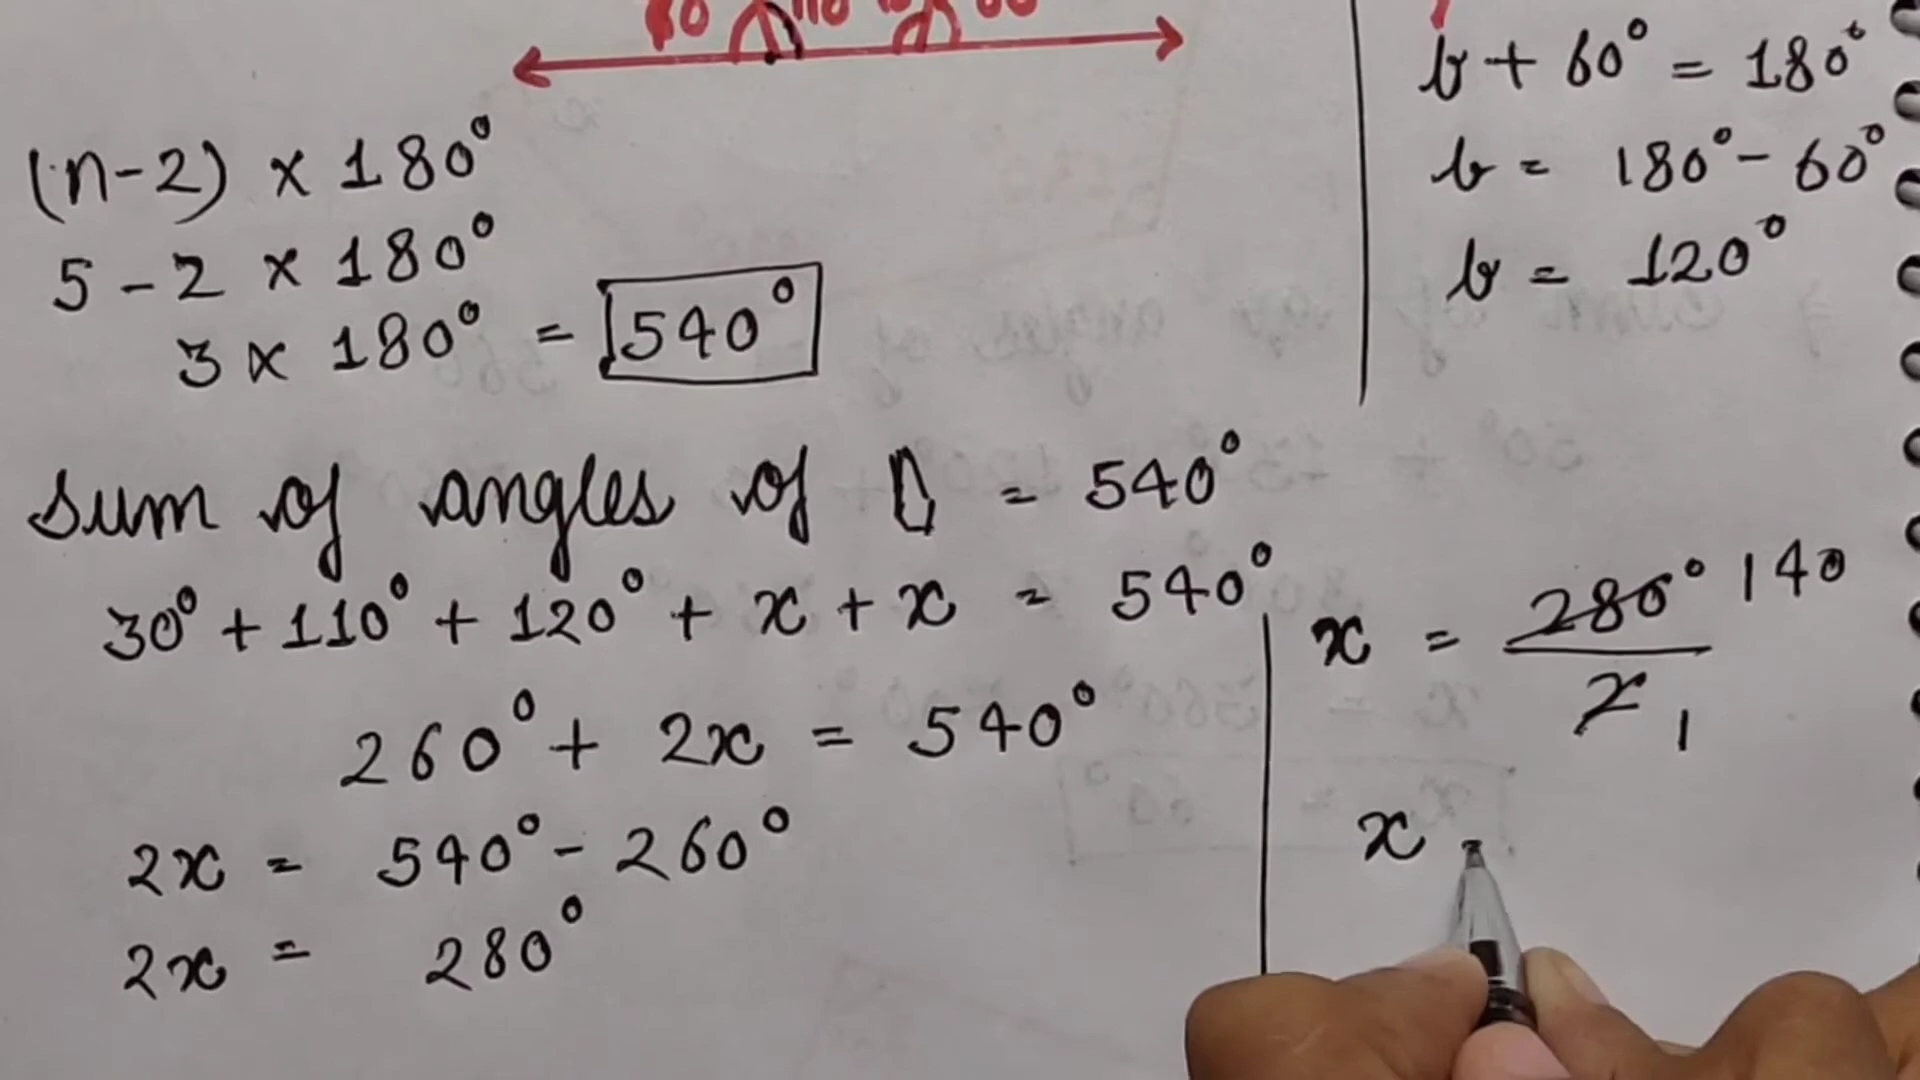 110
(n-2) × 180°
5 - 2 × 180°
3 × 180° = 540°
b + 60° = 180°
b = 180° - 60°
b = 120°
Sum of angles of ⬠ = 540°
30° + 110° + 120° + x + x = 540°
260° + 2x = 540°
2x = 540° - 260°
2x = 280°
x = 280°/2 140
1
x =